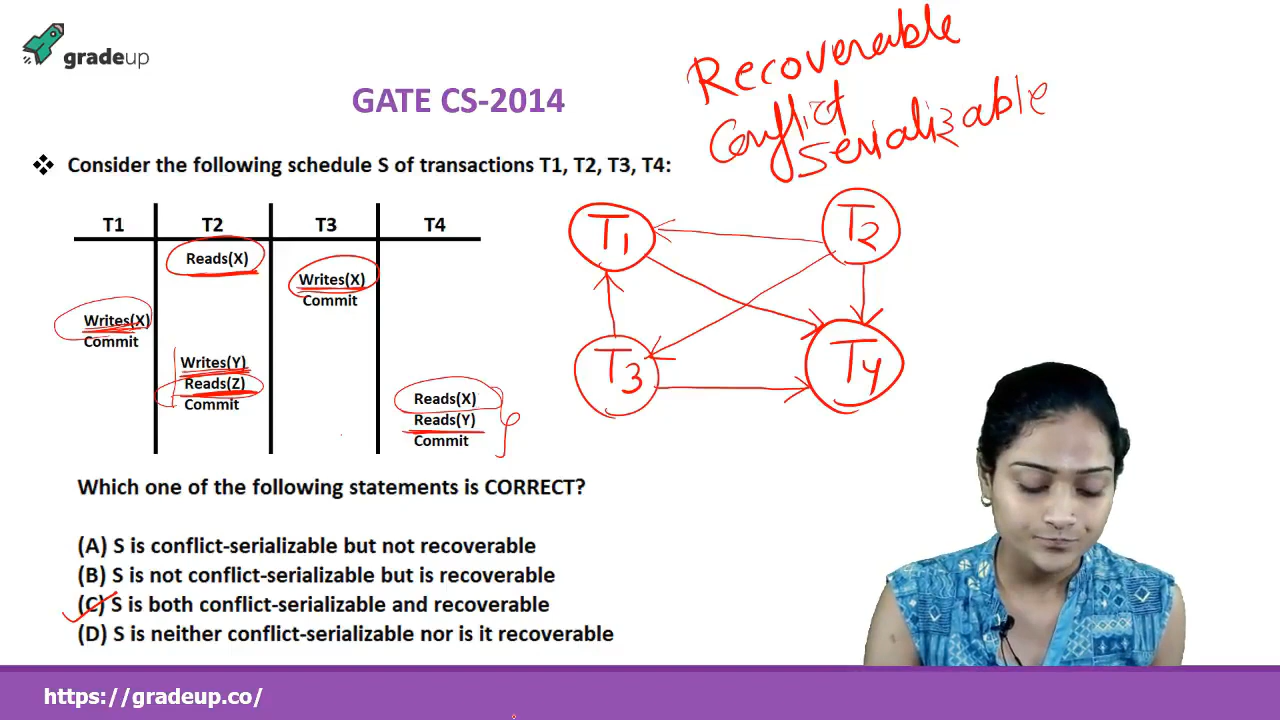 gradeup
GATE CS-2014
Recoverable
Conflict
Serializable
❖ Consider the following schedule S of transactions T1, T2, T3, T4:
T1 T2 T3 T4
Reads(X)
Writes(X)
Commit
Writes(X)
Commit
Writes(Y)
Reads(Z)
Commit
Reads(X)
Reads(Y)
Commit
T1 T2
T3 T4
Which one of the following statements is CORRECT?
(A) S is conflict-serializable but not recoverable
(B) S is not conflict-serializable but is recoverable
(C) S is both conflict-serializable and recoverable
(D) S is neither conflict-serializable nor is it recoverable
https://gradeup.co/